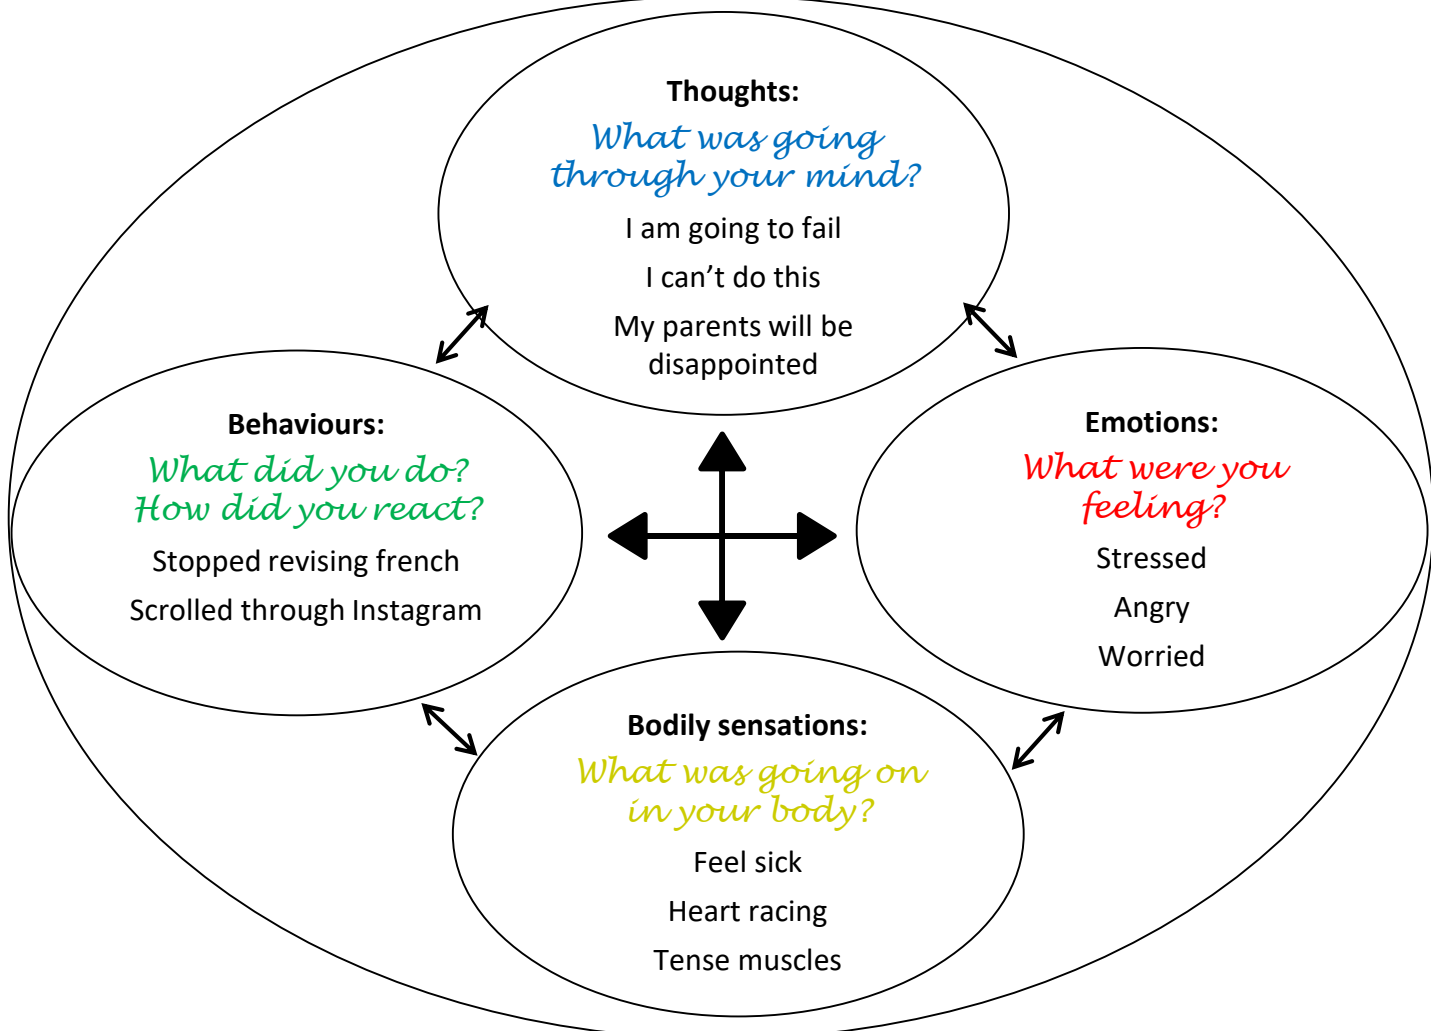 Thoughts:
What was going
through your mind?
I am going to fail
I can’t do this
My parents will be
disappointed
Behaviours:
What did you do?
How did you react?
Stopped revising french
Scrolled through Instagram
Emotions:
What were you
feeling?
Stressed
Angry
Worried
Bodily sensations:
What was going on
in your body?
Feel sick
Heart racing
Tense muscles